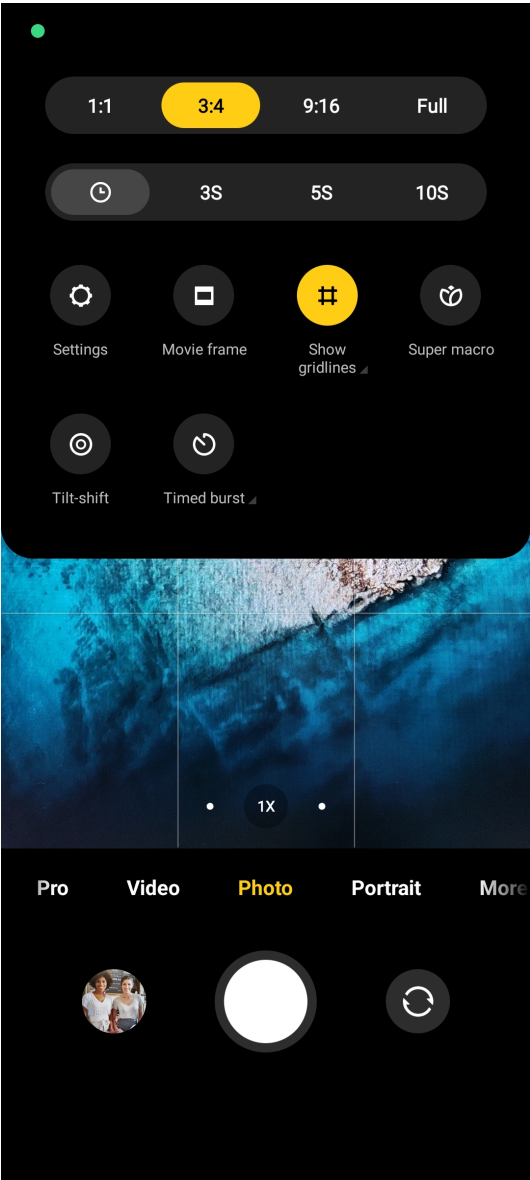 1:1 3:4 9:16 Full
3S 5S 10S
Settings Movie frame Show gridlines Super macro
Tilt-shift Timed burst
1X
Pro Video Photo Portrait More